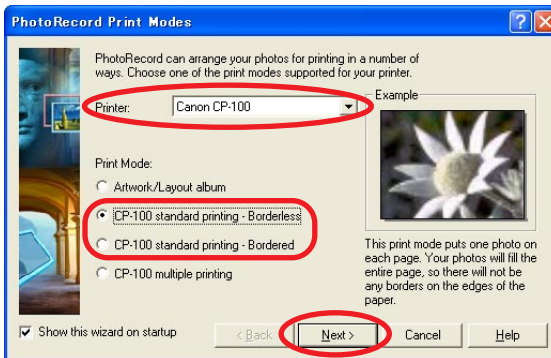 PhotoRecord Print Modes
PhotoRecord can arrange your photos for printing in a number of
ways. Choose one of the print modes supported for your printer.
Printer:
Canon CP-100
Example
Print Mode:
Artwork/Layout album
CP-100 standard printing - Borderless
CP-100 standard printing - Bordered
CP-100 multiple printing
This print mode puts one photo on
each page. Your photos will fill the
entire page, so there will not be
any borders on the edges of the
paper.
Show this wizard on startup
< Back
Next >
Cancel
Help